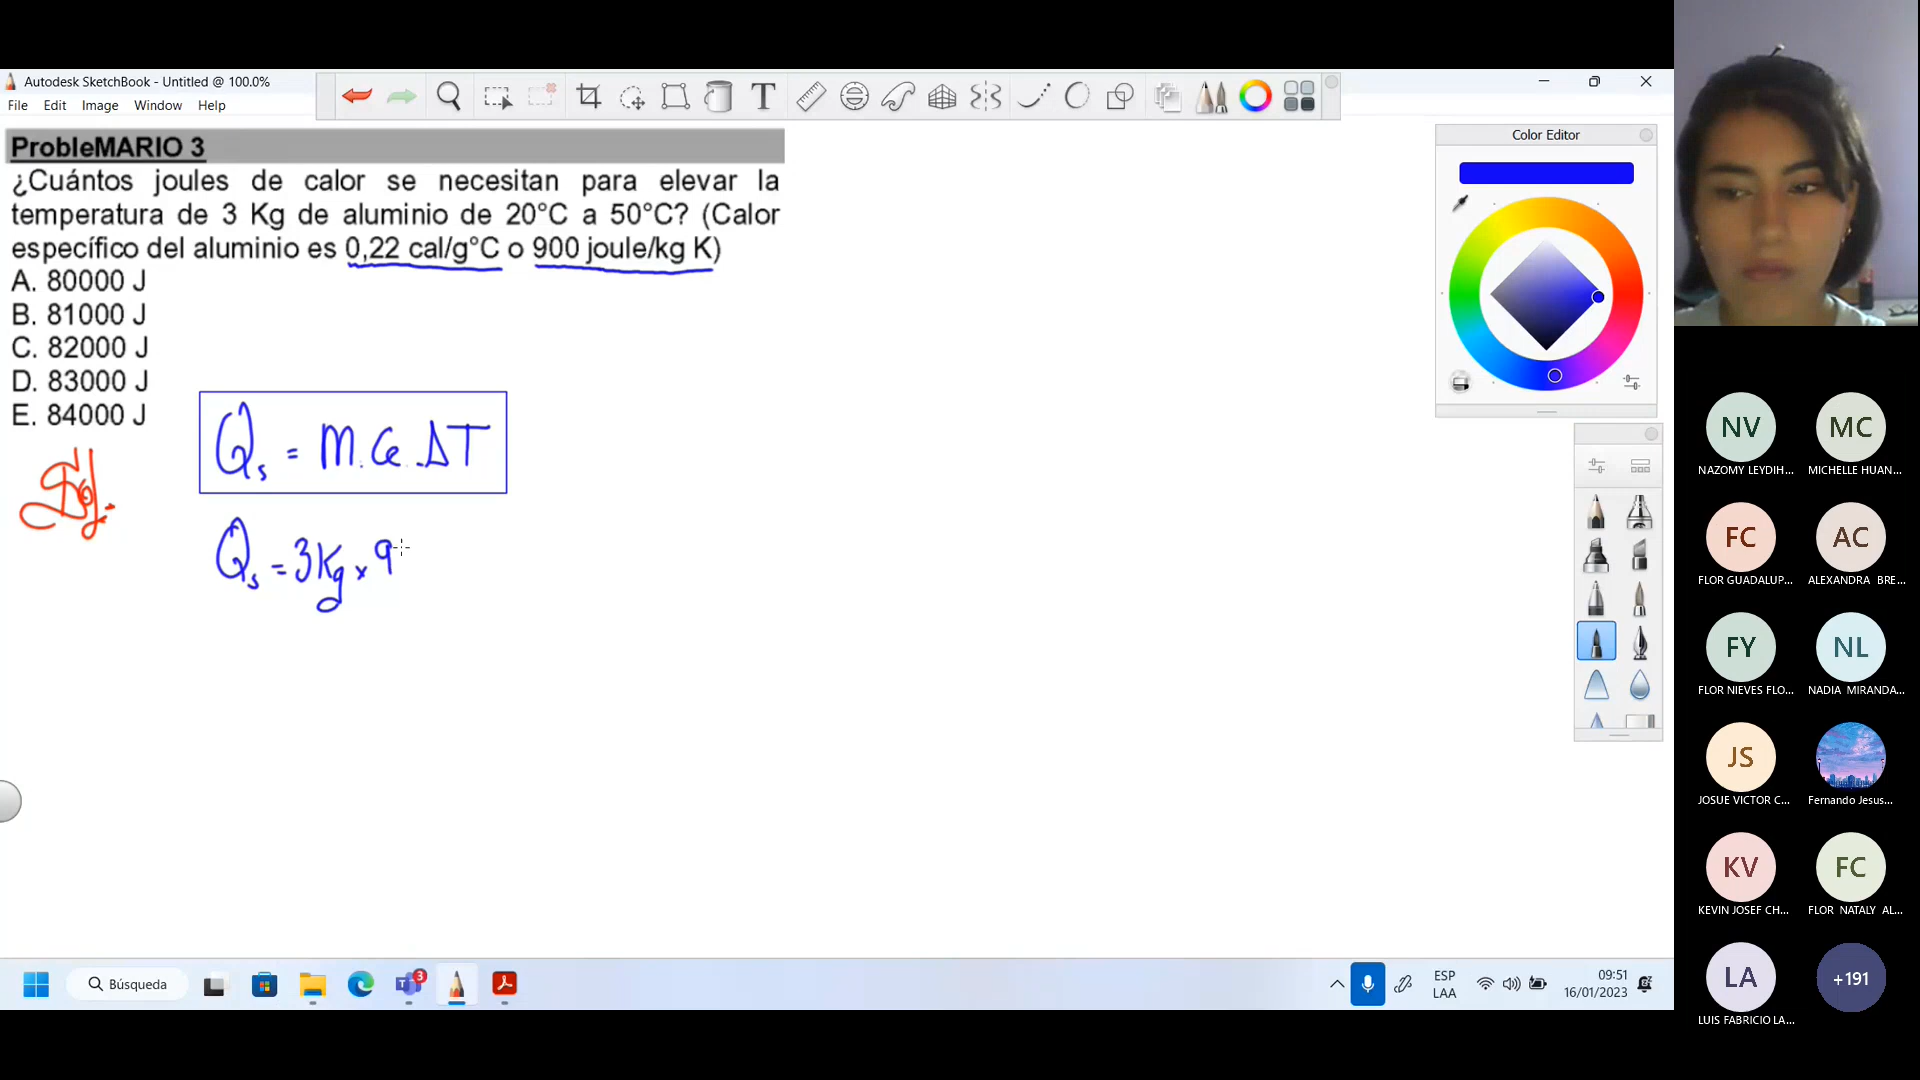 Autodesk SketchBook - Untitled @ 100.0%
File Edit Image Window Help
T
Color Editor
ProbleMARIO 3
¿Cuántos joules de calor se necesitan para elevar la
temperatura de 3 Kg de aluminio de 20°C a 50°C? (Calor
específico del aluminio es 0,22 cal/g°C o 900 joule/kg K)
A. 80000 J
B. 81000 J
C. 82000 J
D. 83000 J
E. 84000 J
Qs = M.Ce.ΔT
Sol.
Qs = 3Kg x 9
NV
NAZOMY LEYDIH...
MC
MICHELLE HUAN...
FC
FLOR GUADALUP...
AC
ALEXANDRA BRE...
FY
FLOR NIEVES FLO...
NL
NADIA MIRANDA...
JS
JOSUE VICTOR C...
Fernando Jesus...
KV
KEVIN JOSEF CH...
FC
FLOR NATALY AL...
LA
LUIS FABRICIO LA...
+191
Búsqueda
3
ESP
LAA
09:51
16/01/2023